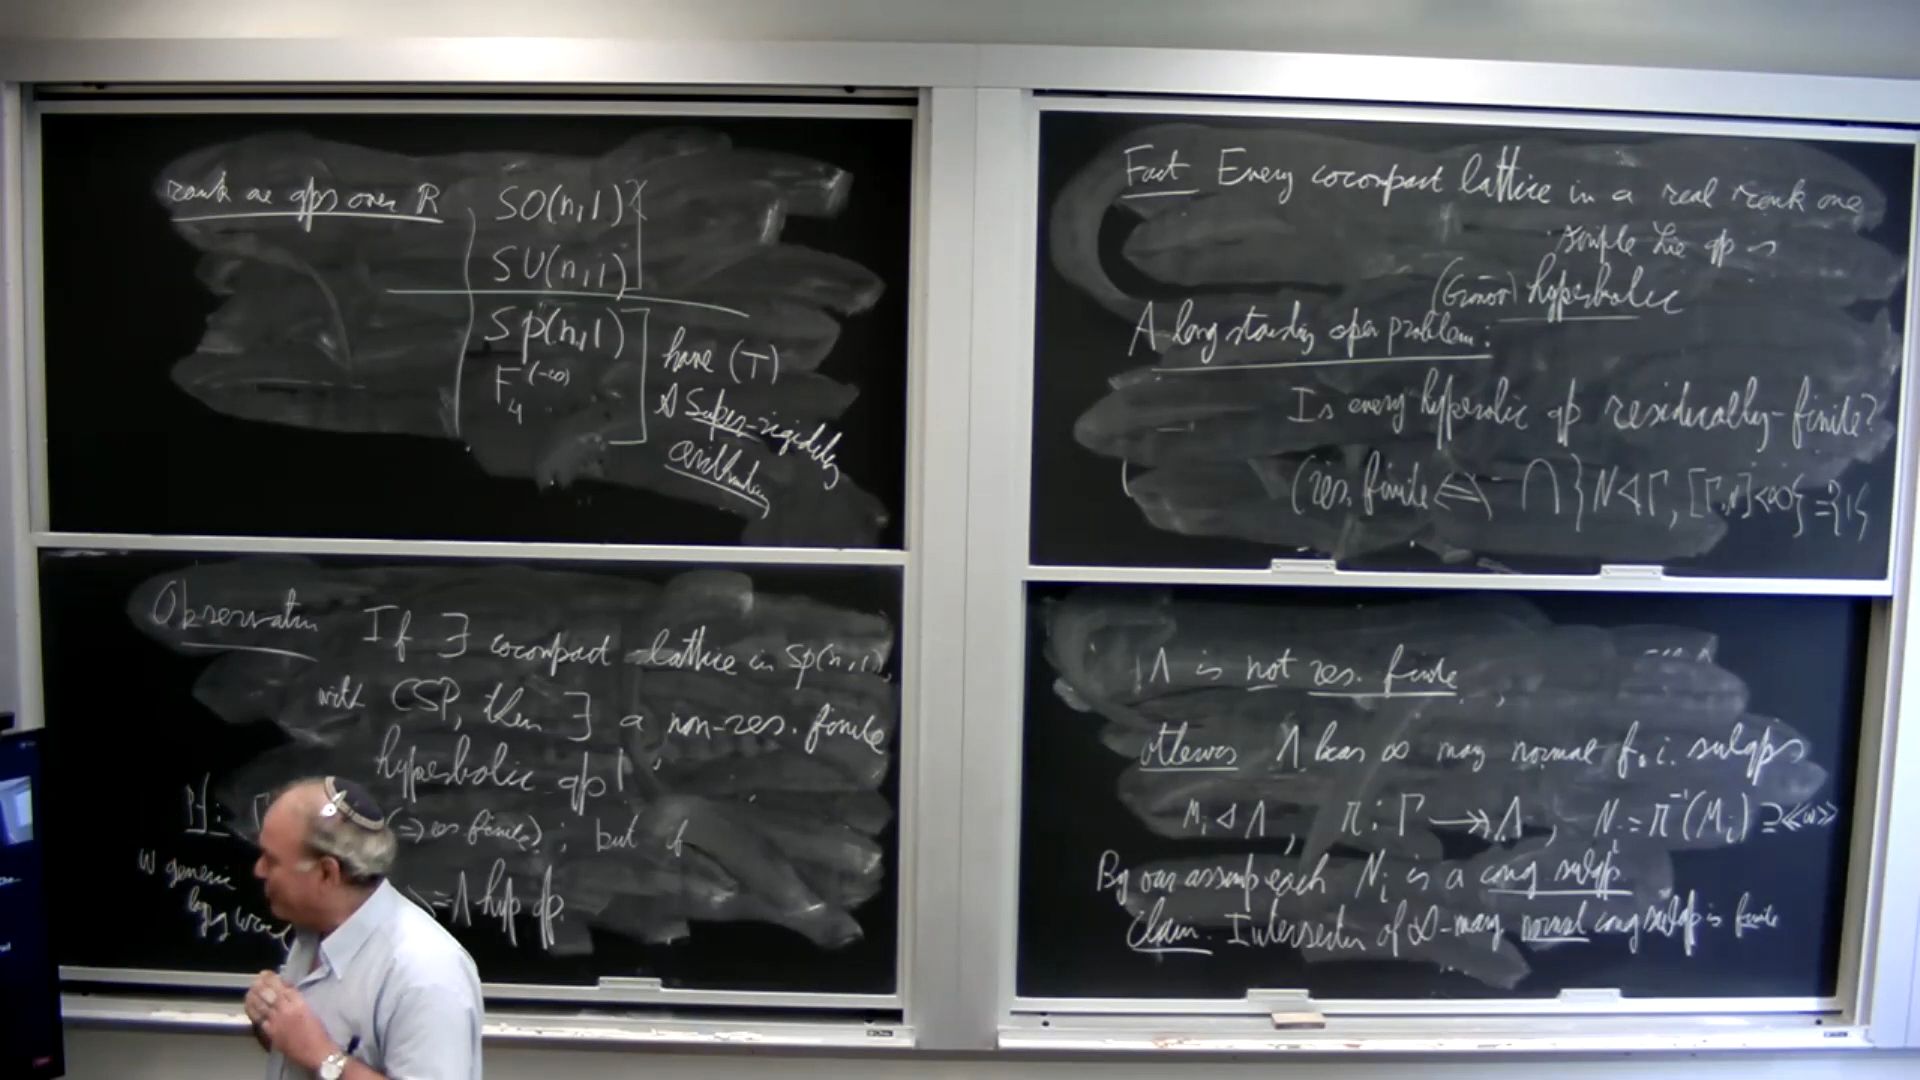 rank one gps over R
SO(n,1)
SU(n,1)
Sp(n,1)
F₄⁽⁻²⁰⁾
have (T)
& Super-rigidity
arithmeticity
Observation If ∃ cocompact lattice in Sp(n,1),
with CSP, then ∃ a non-res. finite
hyperbolic gp!
Pf: Γ (⇒ res finite); but if
w generic
long word
=Λ hyp gp.
Fact Every cocompact lattice in a real rank one
simple Lie gp is
(Gromov) hyperbolic
A long standing open problem:
Is every hyperbolic gp residually-finite?
(res. finite ⇔ ∩{N◁Γ, [Γ:N]<∞}={1}
Λ is not res. finite
otherwise Λ has ∞ many normal f.i. subgps
Mᵢ ◁ Λ, π: Γ ↠ Λ, Nᵢ = π⁻¹(Mᵢ) ⊇ <<w>>
By our assump each Nᵢ is a cong subgp.
Claim. Intersection of ∞-many normal cong subgp is finite